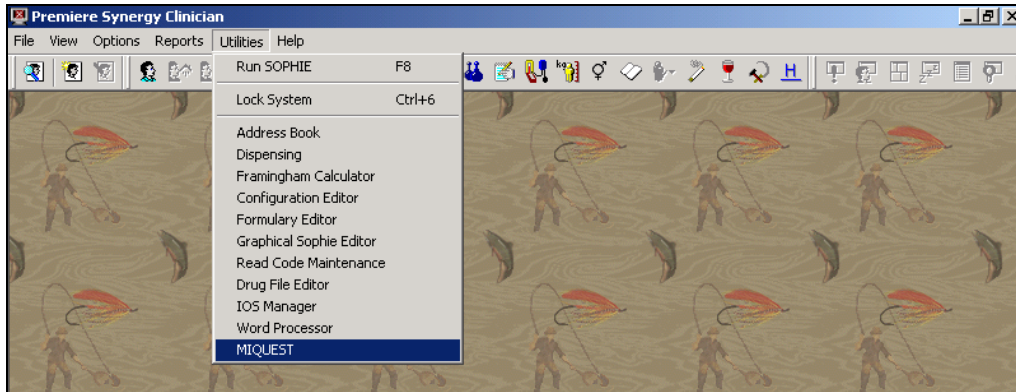 Premiere Synergy Clinician
File View Options Reports Utilities Help
Run SOPHIE F8
Lock System Ctrl+6
Address Book
Dispensing
Framingham Calculator
Configuration Editor
Formulary Editor
Graphical Sophie Editor
Read Code Maintenance
Drug File Editor
IOS Manager
Word Processor
MIQUEST
kg
H